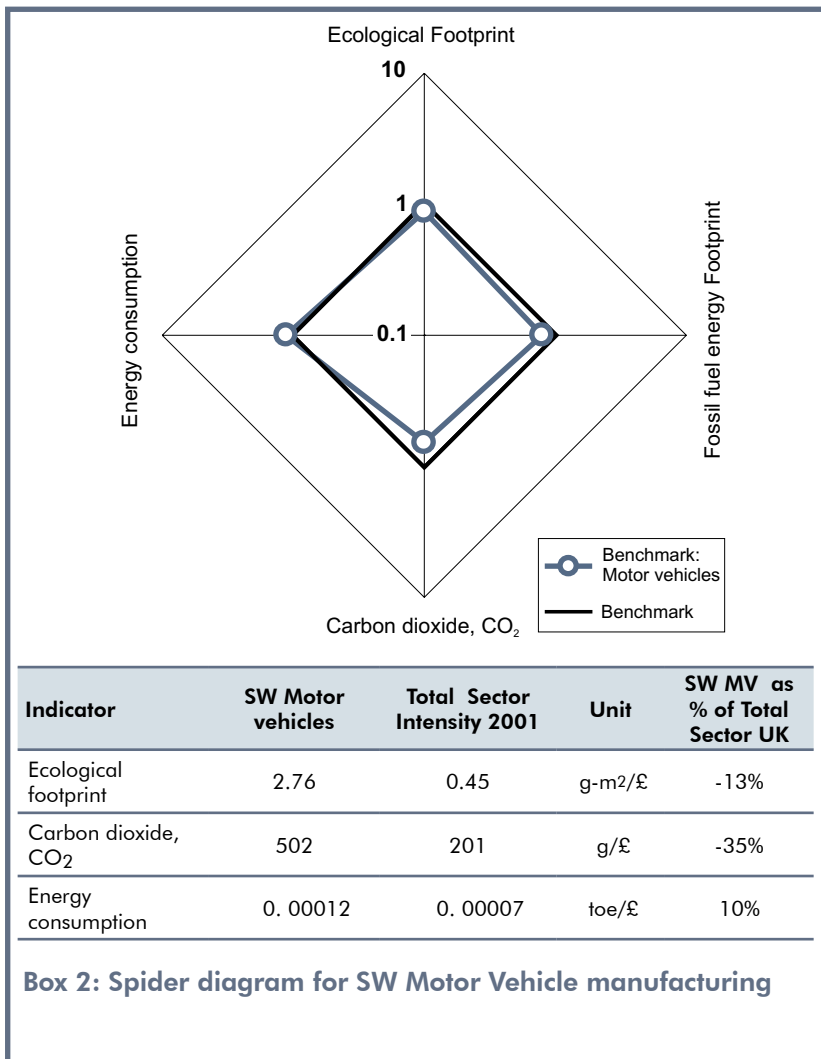 Ecological Footprint
10
1
0.1
Energy consumption
Fossil fuel energy Footprint
Carbon dioxide, CO₂
Benchmark:
Motor vehicles
Benchmark
Indicator
SW Motor
vehicles
Total Sector
Intensity 2001
Unit
SW MV as
% of Total
Sector UK
Ecological
footprint
2.76
0.45
g-m2/£
-13%
Carbon dioxide,
CO2
502
201
g/£
-35%
Energy
consumption
0. 00012
0. 00007
toe/£
10%
Box 2: Spider diagram for SW Motor Vehicle manufacturing